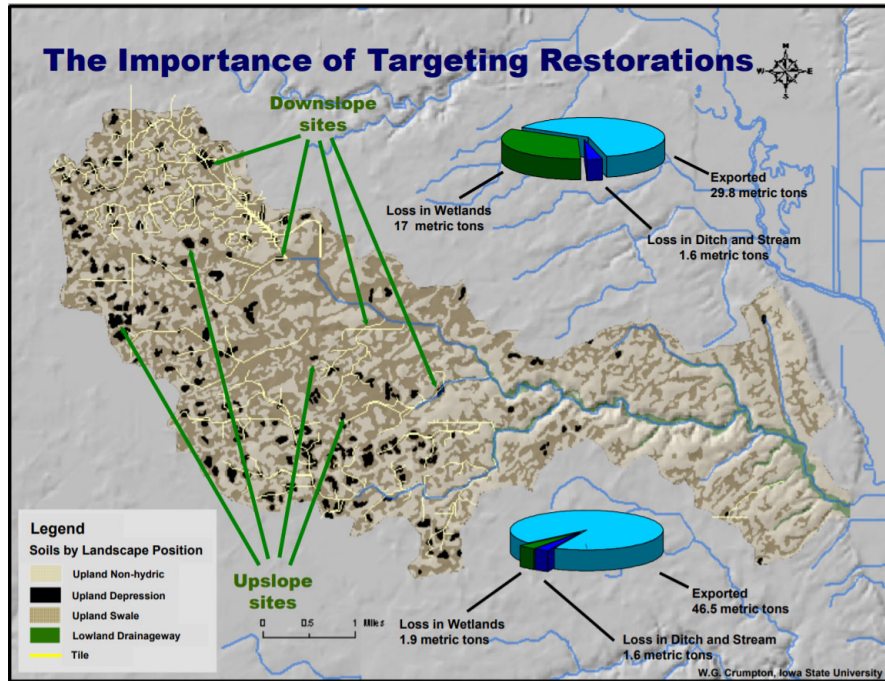 The Importance of Targeting Restorations
N
W
E
S
Downslope
sites
Exported
29.8 metric tons
Loss in Wetlands
17 metric tons
Loss in Ditch and Stream
1.6 metric tons
Legend
Soils by Landscape Position
Upland Non-hydric
Upland Depression
Upland Swale
Lowland Drainageway
Tile
Upslope
sites
0 0.5 1 Miles
Exported
46.5 metric tons
Loss in Wetlands
1.9 metric tons
Loss in Ditch and Stream
1.6 metric tons
W.G. Crumpton, Iowa State University